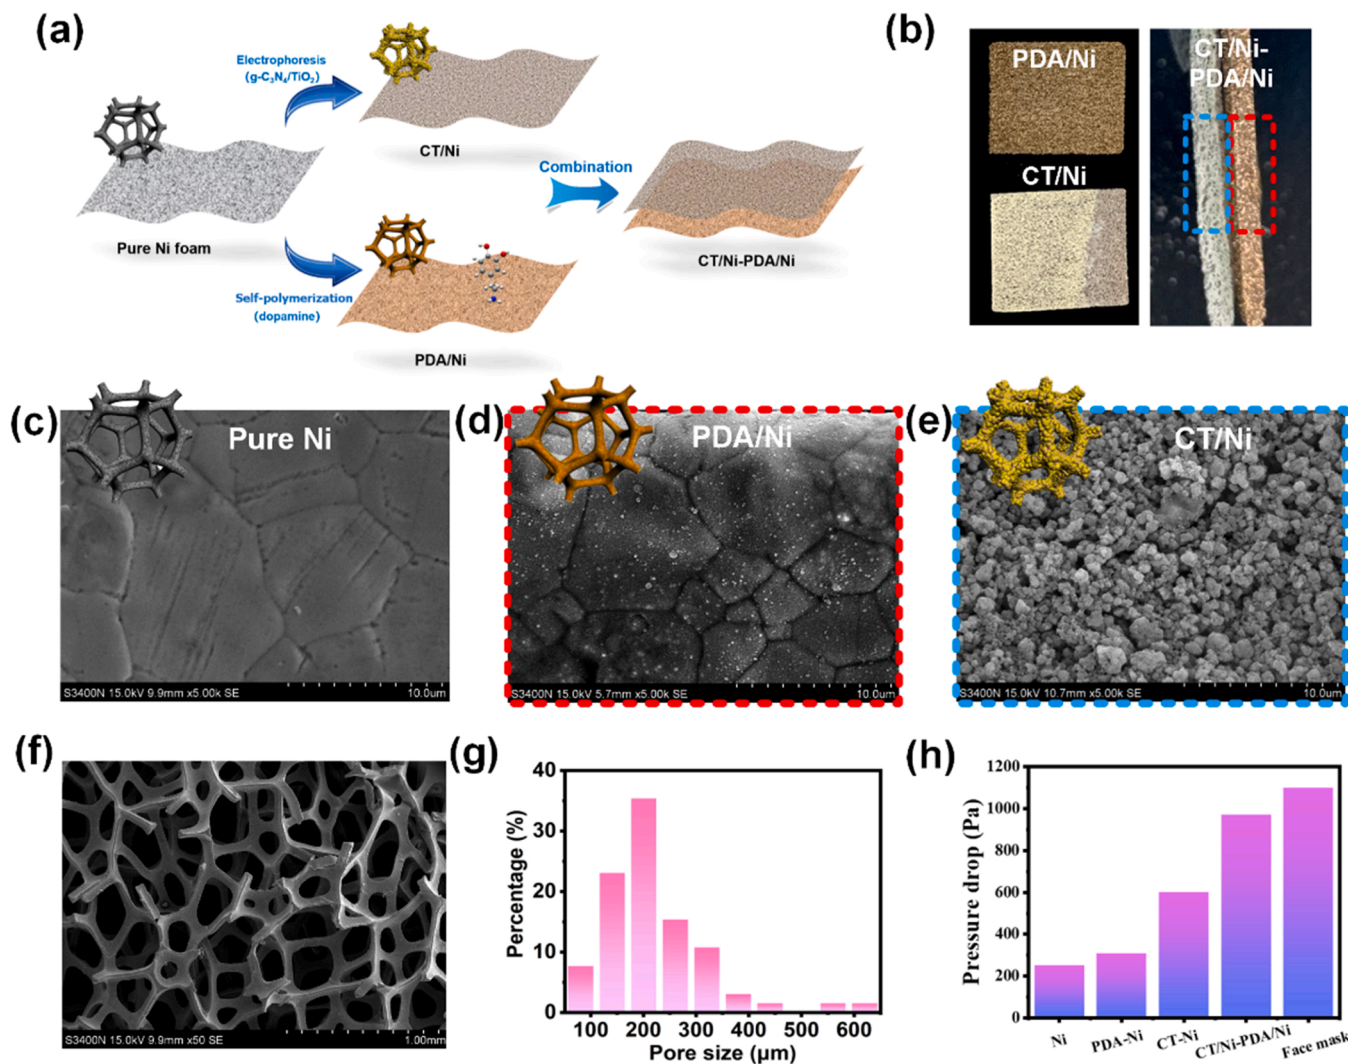 (a)
Electrophoresis
(g-C₃N₄/TiO₂)
CT/Ni
Pure Ni foam
Combination
CT/Ni-PDA/Ni
Self-polymerization
(dopamine)
PDA/Ni
(b)
PDA/Ni
CT/Ni
CT/Ni-
PDA/Ni
(c)
Pure Ni
S3400N 15.0kV 9.9mm x5.00k SE
10.0um
(d)
PDA/Ni
S3400N 15.0kV 5.7mm x5.00k SE
10.0um
(e)
CT/Ni
S3400N 15.0kV 10.7mm x5.00k SE
10.0um
(f)
S3400N 15.0kV 9.9mm x50 SE
1.00mm
(g)
Percentage (%)
40
30
20
10
0
100 200 300 400 500 600
Pore size (μm)
(h)
Pressure drop (Pa)
1200
1000
800
600
400
200
0
Ni PDA-Ni CT-Ni CT/Ni-PDA/Ni Face mask